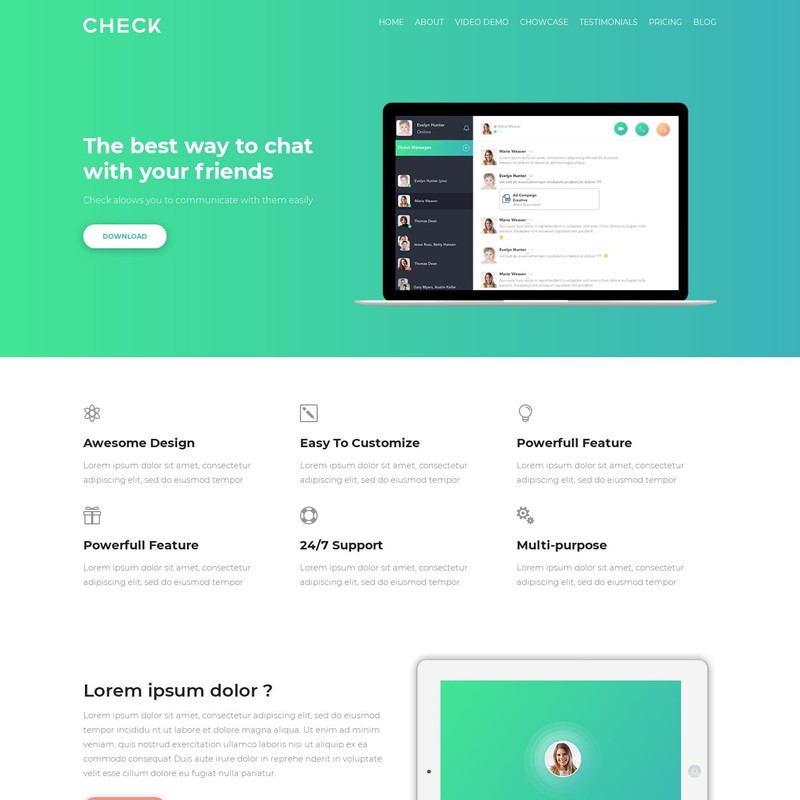 CHECK
HOME ABOUT VIDEO DEMO CHOWCASE TESTIMONIALS PRICING BLOG
The best way to chat
with your friends
Check aloows you to communicate with them easily
DOWNLOAD
Evelyn Hunter
Online
Direct Messages
Evelyn Hunter (you)
Marie Weaver
Thomas Dean
Jesse Ross, Betty Hansen
Thomas Dean
Gary Myers, Austin Keller
Marie Weaver
Marie Weaver
Evelyn Hunter
Ad Campaign
Creative
Word Document
Marie Weaver
Evelyn Hunter
Marie Weaver
Awesome Design
Lorem ipsum dolor sit amet, consectetur
adipiscing elit, sed do eiusmod tempor
Easy To Customize
Lorem ipsum dolor sit amet, consectetur
adipiscing elit, sed do eiusmod tempor
Powerfull Feature
Lorem ipsum dolor sit amet, consectetur
adipiscing elit, sed do eiusmod tempor
Powerfull Feature
Lorem ipsum dolor sit amet, consectetur
adipiscing elit, sed do eiusmod tempor
24/7 Support
Lorem ipsum dolor sit amet, consectetur
adipiscing elit, sed do eiusmod tempor
Multi-purpose
Lorem ipsum dolor sit amet, consectetur
adipiscing elit, sed do eiusmod tempor
Lorem ipsum dolor ?
Lorem ipsum dolor sit amet, consectetur adipiscing elit, sed do eiusmod
tempor incididu nt ut labore et dolore magna aliqua. Ut enim ad minim
veniam, quis nostrud exercitation ullamco laboris nisi ut aliquip ex ea
commodo consequat Duis aute irure dolor in reprehe nderit in voluptate
velit esse cillum dolore eu fugiat nulla pariatur.